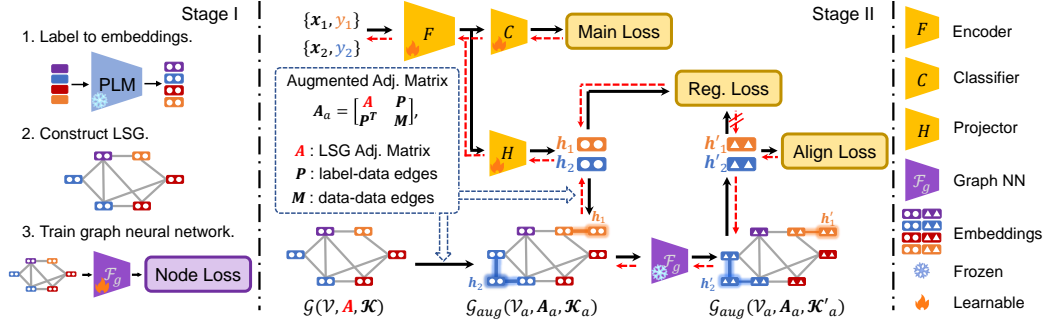 Stage I
1. Label to embeddings.
PLM
2. Construct LSG.
3. Train graph neural network.
𝓕g
Node Loss
Stage II
{x₁, y₁}
{x₂, y₂}
F
C
Main Loss
Augmented Adj. Matrix
Aₐ = [A P
Pᵀ M],
A : LSG Adj. Matrix
P : label-data edges
M : data-data edges
H
h₁
h₂
Reg. Loss
h'₁
h'₂
Align Loss
h₁
h₂
𝓕g
h'₁
h'₂
𝒢(𝒱, A, 𝓚)
𝒢aug(𝒱ₐ, Aₐ, 𝓚ₐ)
𝒢aug(𝒱ₐ, Aₐ, 𝓚'ₐ)
F Encoder
C Classifier
H Projector
𝓕g Graph NN
Embeddings
Frozen
Learnable